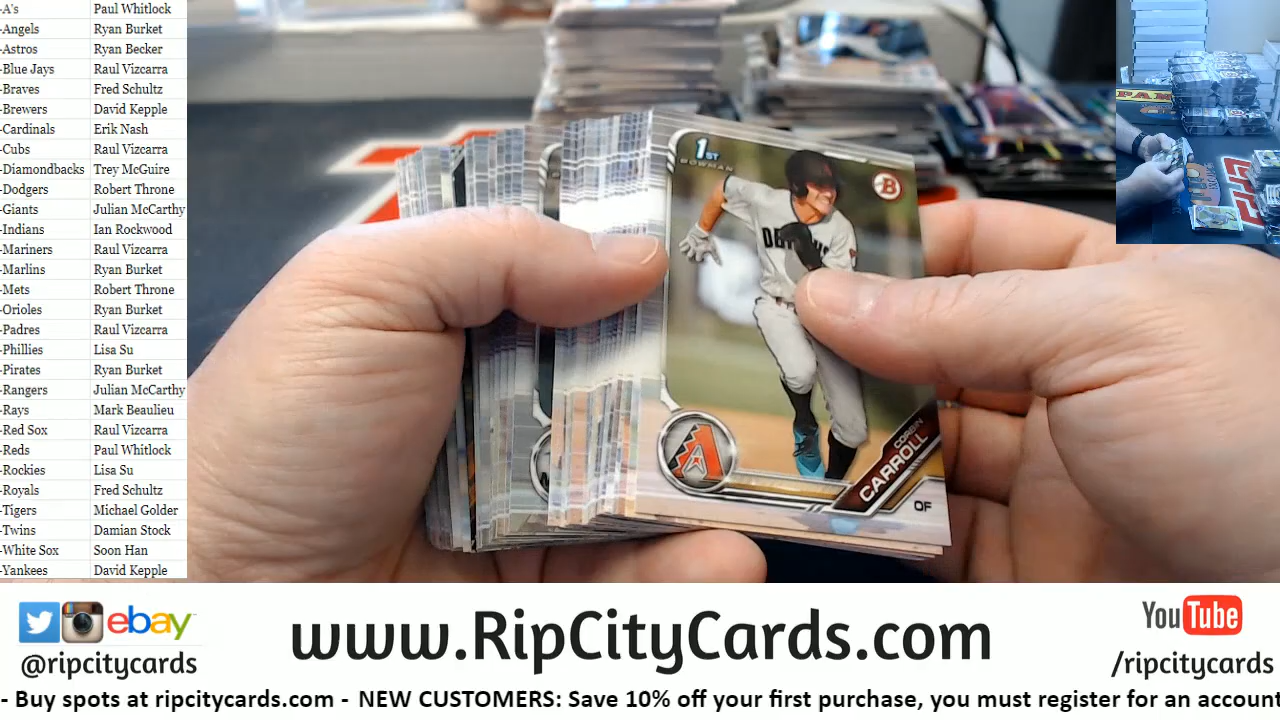 -A's Paul Whitlock
-Angels Ryan Burket
-Astros Ryan Becker
-Blue Jays Raul Vizcarra
-Braves Fred Schultz
-Brewers David Kepple
-Cardinals Erik Nash
-Cubs Raul Vizcarra
-Diamondbacks Trey McGuire
-Dodgers Robert Throne
-Giants Julian McCarthy
-Indians Ian Rockwood
-Mariners Raul Vizcarra
-Marlins Ryan Burket
-Mets Robert Throne
-Orioles Ryan Burket
-Padres Raul Vizcarra
-Phillies Lisa Su
-Pirates Ryan Burket
-Rangers Julian McCarthy
-Rays Mark Beaulieu
-Red Sox Raul Vizcarra
-Reds Paul Whitlock
-Rockies Lisa Su
-Royals Fred Schultz
-Tigers Michael Golder
-Twins Damian Stock
-White Sox Soon Han
-Yankees David Kepple
1ST
BOWMAN
B
CORBIN
CARROLL
OF
ebay
@ripcitycards
www.RipCityCards.com
YouTube
/ripcitycards
- Buy spots at ripcitycards.com - NEW CUSTOMERS: Save 10% off your first purchase, you must register for an account